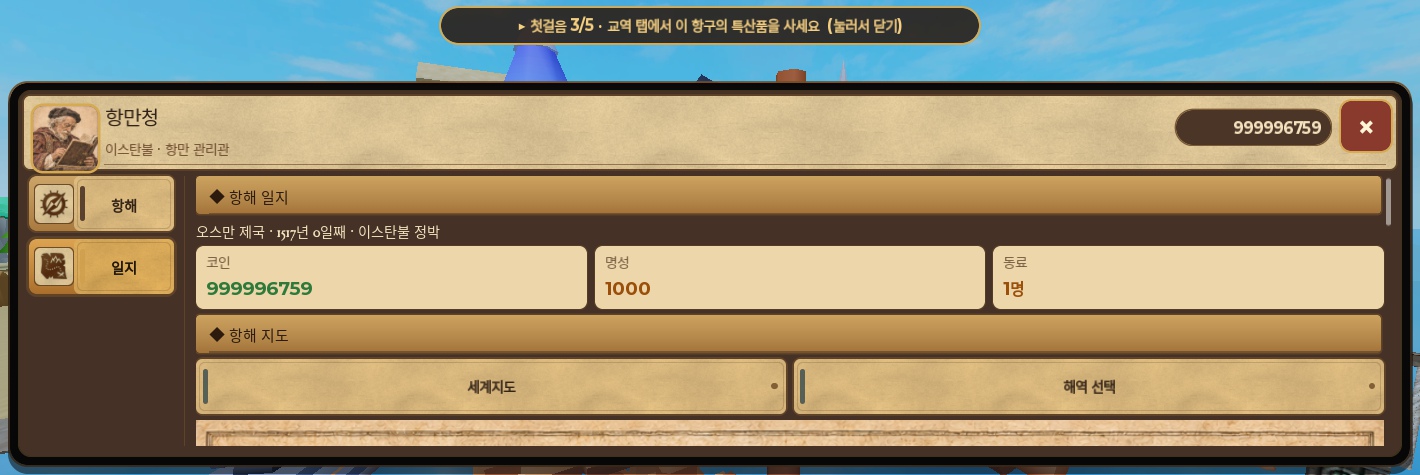 ▸ 첫걸음 3/5 · 교역 탭에서 이 항구의 특산품을 사세요 (눌러서 닫기)
항만청
이스탄불 · 항만 관리관
999996759
×
항해
일지
◆ 항해 일지
오스만 제국 · 1517년 0일째 · 이스탄불 정박
코인
999996759
명성
1000
동료
1명
◆ 항해 지도
세계지도
해역 선택